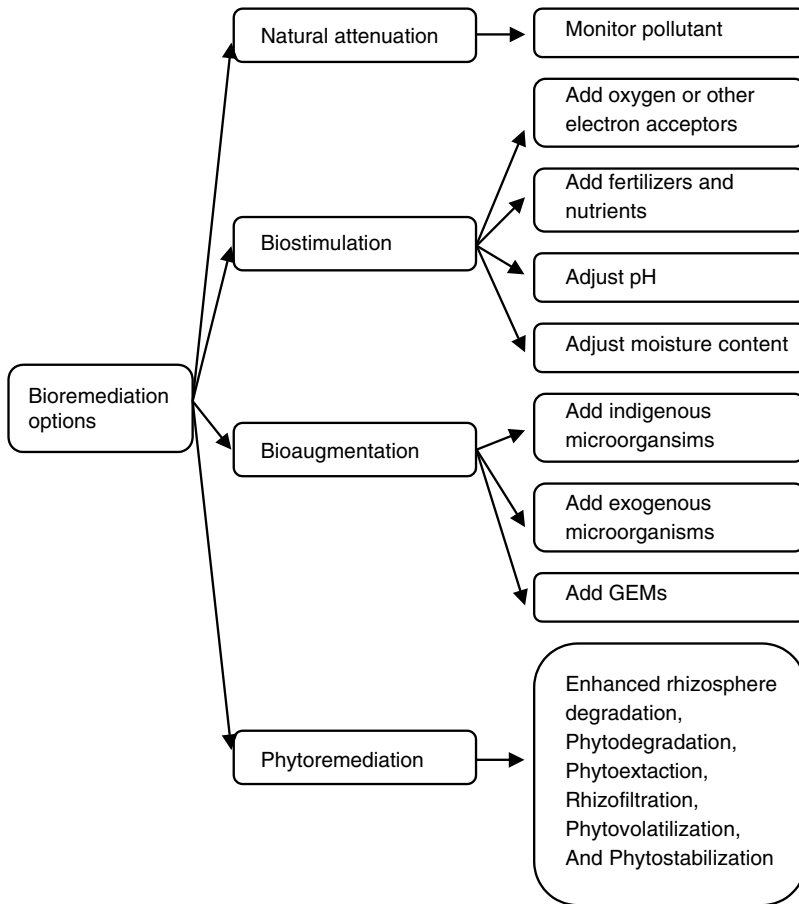 Natural attenuation
Monitor pollutant
Add oxygen or other
electron acceptors
Add fertilizers and
nutrients
Biostimulation
Adjust pH
Adjust moisture content
Bioremediation
options
Add indigenous
microorgansims
Bioaugmentation
Add exogenous
microorganisms
Add GEMs
Enhanced rhizosphere
degradation,
Phytodegradation,
Phytoremediation
Phytoextaction,
Rhizofiltration,
Phytovolatilization,
And Phytostabilization